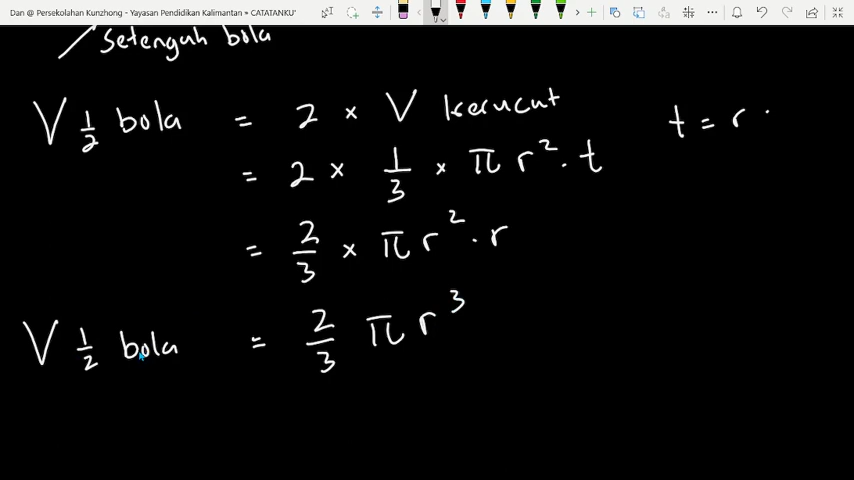 Dan @ Persekolahan Kunzhong - Yayasan Pendidikan Kalimantan » CATATANKU'
Setengah bola
V 1/2 bola = 2 × V kerucut t = r.
= 2 × 1/3 × π r². t
= 2/3 × π r². r
V 1/2 bola = 2/3 π r³